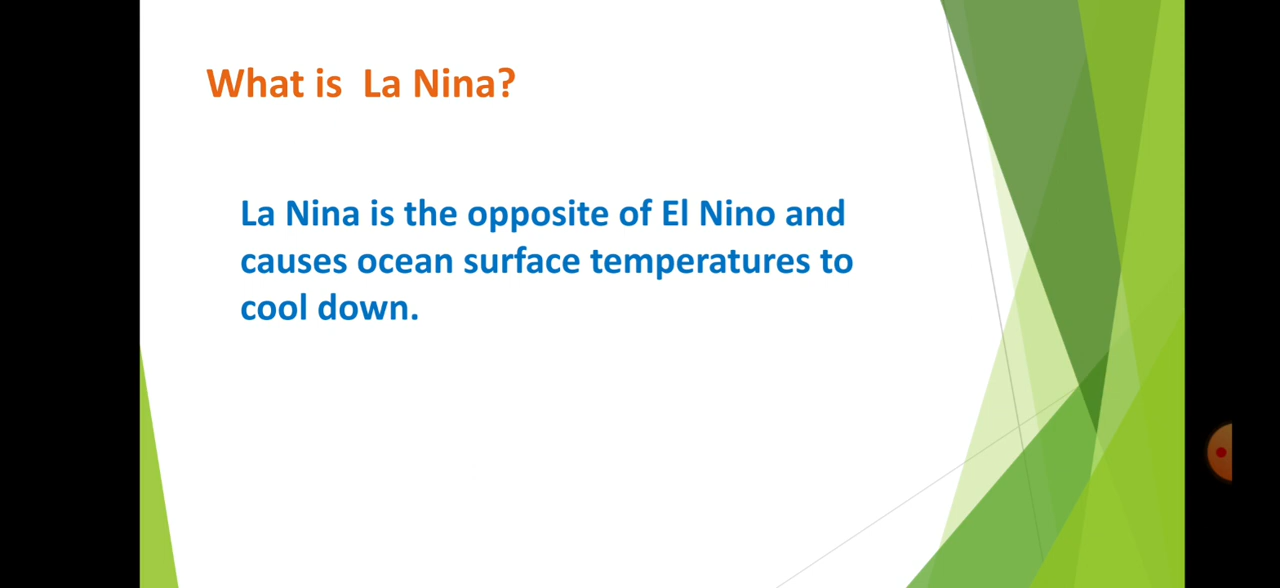 What is  La Nina?
La Nina is the opposite of El Nino and
causes ocean surface temperatures to
cool down.